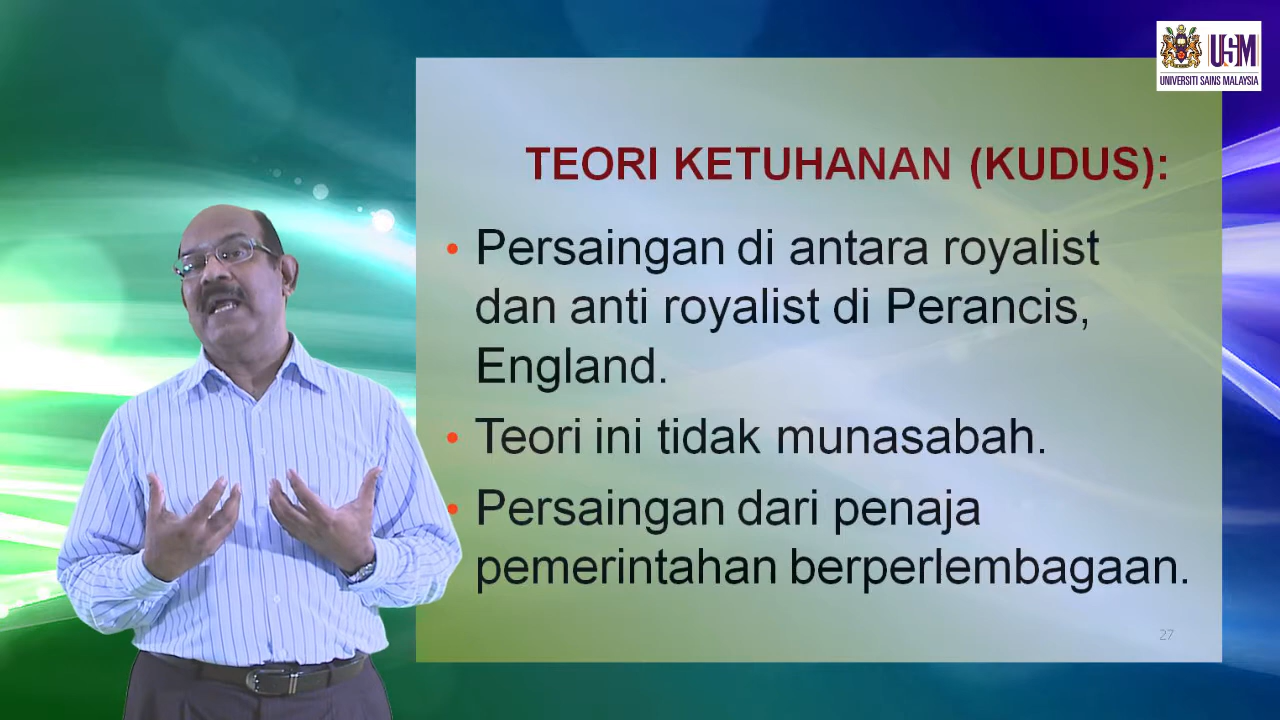 USM
UNIVERSITI SAINS MALAYSIA
TEORI KETUHANAN (KUDUS):
• Persaingan di antara royalist
dan anti royalist di Perancis,
England.
• Teori ini tidak munasabah.
• Persaingan dari penaja
pemerintahan berperlembagaan.
27